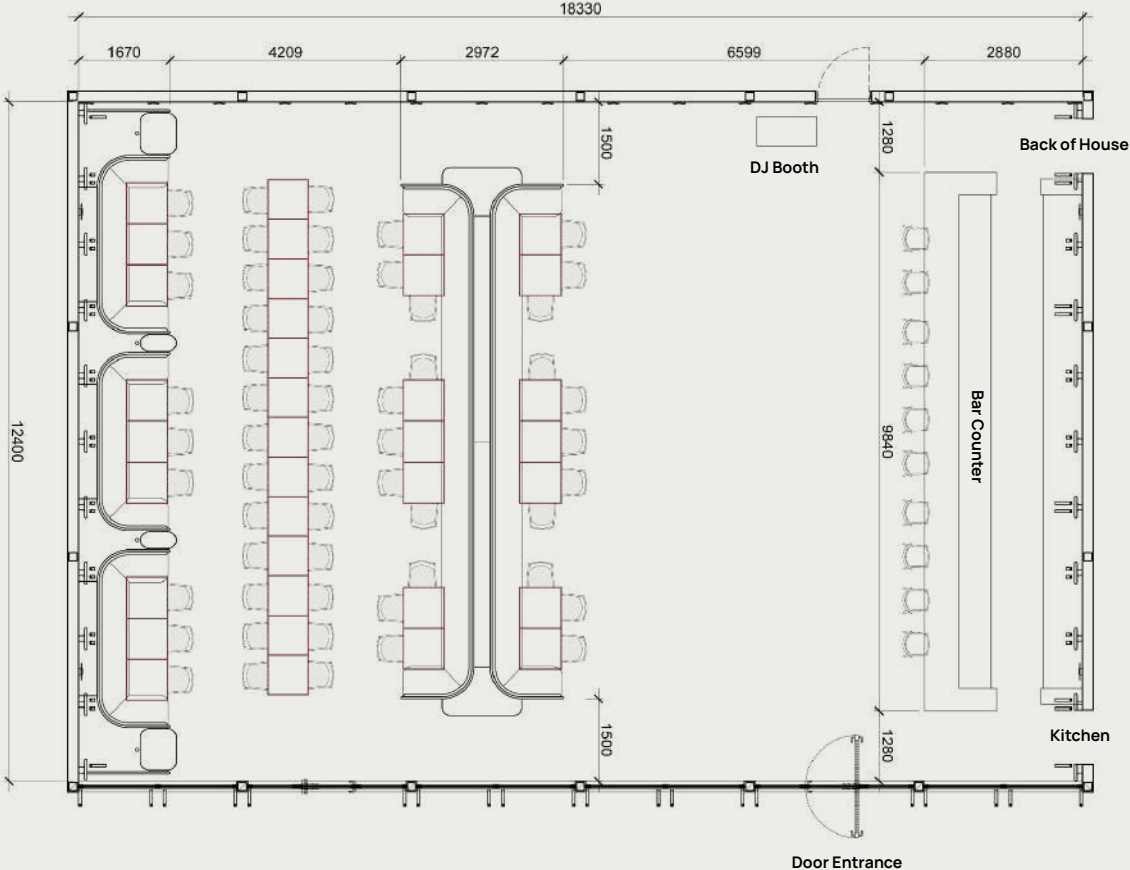 18330
1670
4209
2972
6599
2880
1500
1280
Back of House
DJ Booth
12400
9840
Bar Counter
1500
1280
Kitchen
Door Entrance